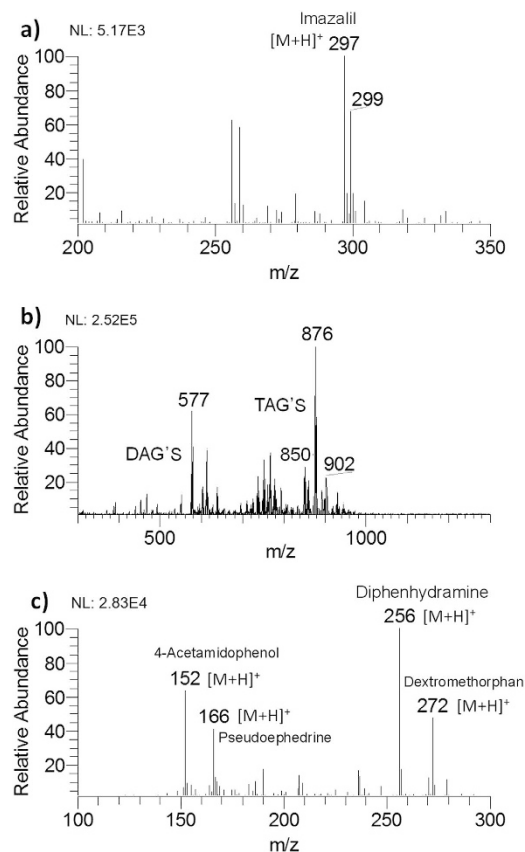 a) NL: 5.17E3
Imazalil
[M+H]+ 297
299
Relative Abundance
100
80
60
40
20
200 250 300 350
m/z
b) NL: 2.52E5
876
577
TAG'S
DAG'S
850 902
Relative Abundance
100
80
60
40
20
500 1000
m/z
c) NL: 2.83E4
Diphenhydramine
256 [M+H]+
4-Acetamidophenol
152 [M+H]+
Dextromethorphan
272 [M+H]+
166 [M+H]+
Pseudoephedrine
Relative Abundance
100
80
60
40
20
100 150 200 250 300
m/z